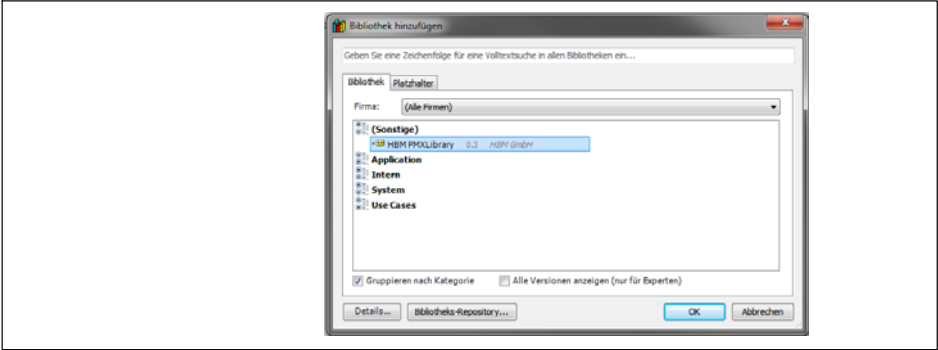 Bibliothek hinzufügen
Geben Sie eine Zeichenfolge für eine Volltextsuche in allen Bibliotheken ein...
Bibliothek Platzhalter
Firma: (Alle Firmen)
(Sonstige)
HBM PMXLibrary 0.3 HBM GmbH
Application
Intern
System
Use Cases
Gruppieren nach Kategorie Alle Versionen anzeigen (nur für Experten)
Details... Bibliotheks-Repository... OK Abbrechen